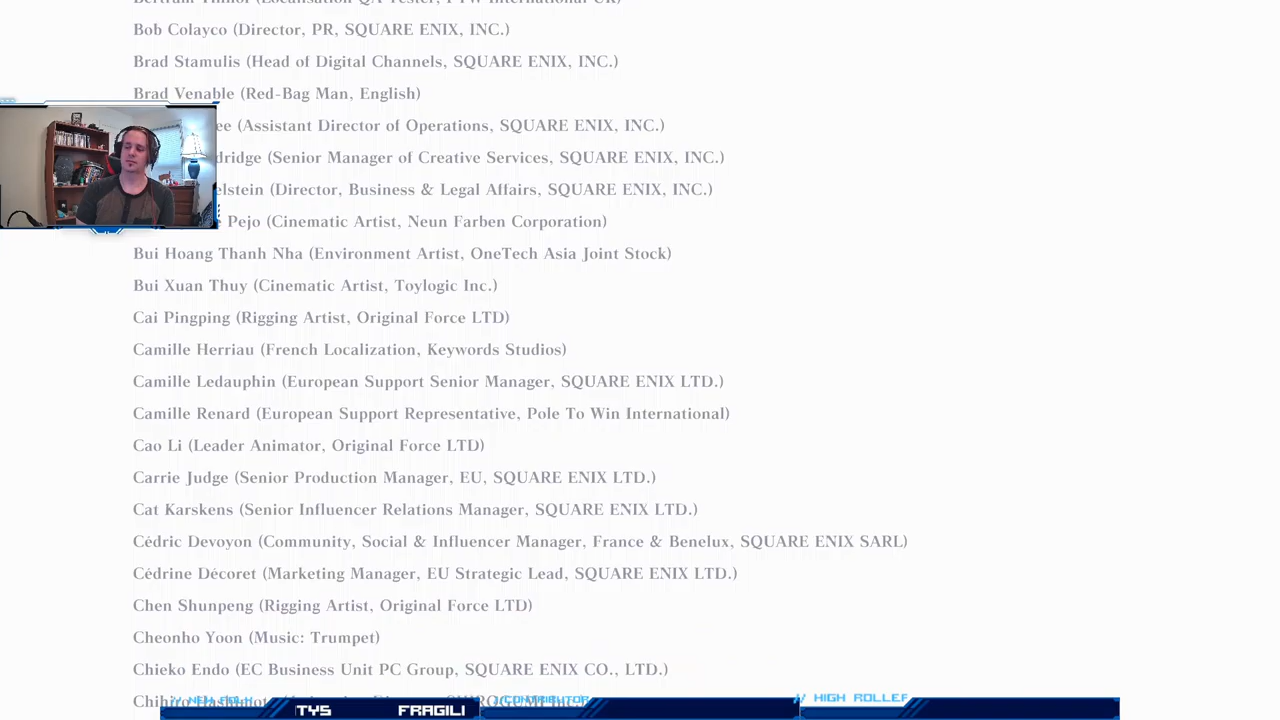 Bob Colayco (Director, PR, SQUARE ENIX, INC.)
Brad Stamulis (Head of Digital Channels, SQUARE ENIX, INC.)
Brad Venable (Red-Bag Man, English)
(Assistant Director of Operations, SQUARE ENIX, INC.)
(Senior Manager of Creative Services, SQUARE ENIX, INC.)
(Director, Business & Legal Affairs, SQUARE ENIX, INC.)
Pejo (Cinematic Artist, Neun Farben Corporation)
Bui Hoang Thanh Nha (Environment Artist, OneTech Asia Joint Stock)
Bui Xuan Thuy (Cinematic Artist, Toylogic Inc.)
Cai Pingping (Rigging Artist, Original Force LTD)
Camille Herriau (French Localization, Keywords Studios)
Camille Ledauphin (European Support Senior Manager, SQUARE ENIX LTD.)
Camille Renard (European Support Representative, Pole To Win International)
Cao Li (Leader Animator, Original Force LTD)
Carrie Judge (Senior Production Manager, EU, SQUARE ENIX LTD.)
Cat Karskens (Senior Influencer Relations Manager, SQUARE ENIX LTD.)
Cédric Devoyon (Community, Social & Influencer Manager, France & Benelux, SQUARE ENIX SARL)
Cédrine Décoret (Marketing Manager, EU Strategic Lead, SQUARE ENIX LTD.)
Chen Shunpeng (Rigging Artist, Original Force LTD)
Cheonho Yoon (Music: Trumpet)
Chieko Endo (EC Business Unit PC Group, SQUARE ENIX CO., LTD.)
// CONTRIBUTOR // HIGH ROLLER
TYS FRAGILI